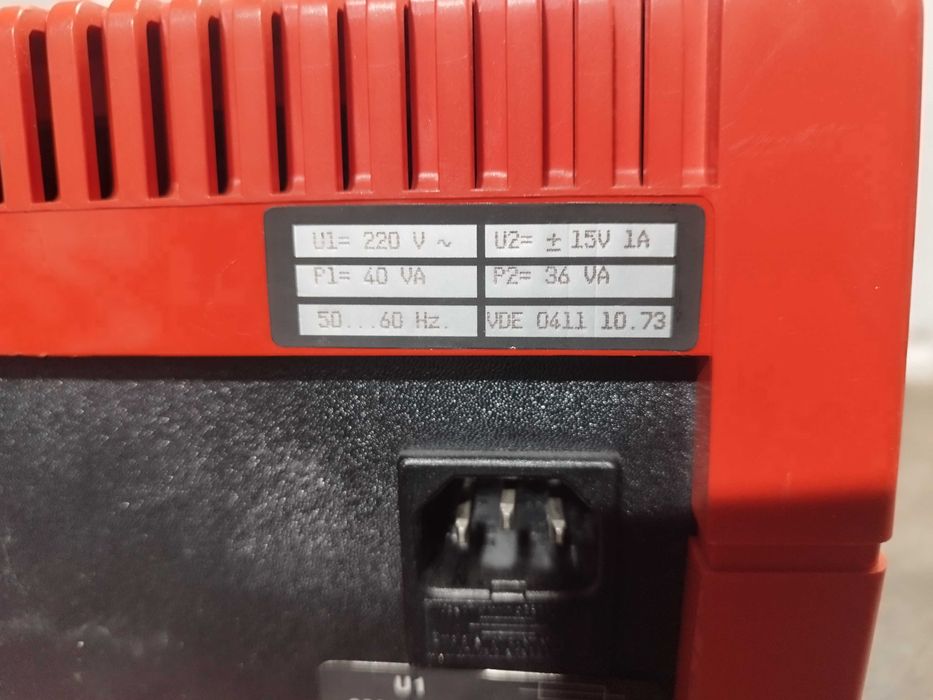 U1= 220 V ~
U2= ± 15V 1A
P1= 40 VA
P2= 36 VA
50...60 Hz.
VDE 0411 10.73
U1